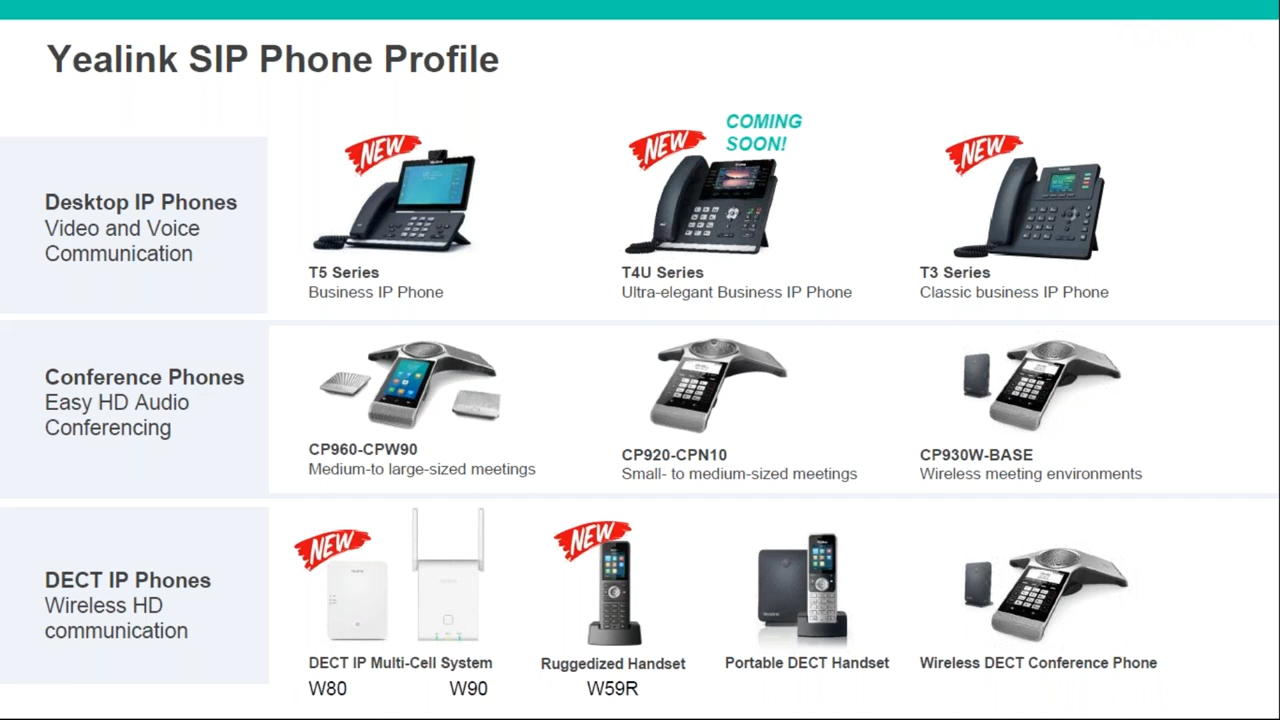 Yealink SIP Phone Profile
COMING
SOON!
NEW
NEW
NEW
Desktop IP Phones
Video and Voice
Communication
T5 Series
Business IP Phone
T4U Series
Ultra-elegant Business IP Phone
T3 Series
Classic business IP Phone
Conference Phones
Easy HD Audio
Conferencing
CP960-CPW90
Medium-to large-sized meetings
CP920-CPN10
Small- to medium-sized meetings
CP930W-BASE
Wireless meeting environments
NEW
NEW
DECT IP Phones
Wireless HD
communication
DECT IP Multi-Cell System
W80
W90
Ruggedized Handset
W59R
Portable DECT Handset
Wireless DECT Conference Phone